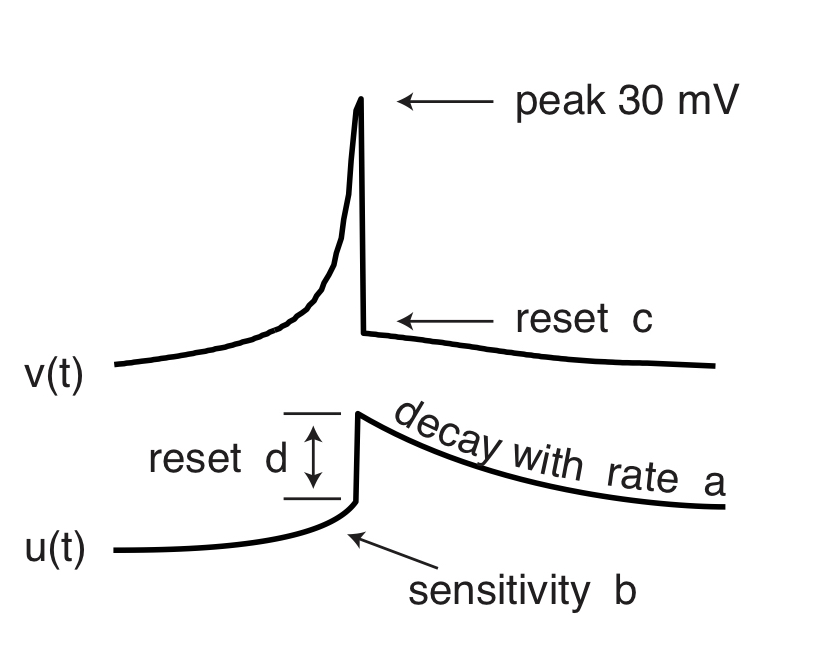 peak 30 mV
reset c
v(t)
decay with rate a
reset d
u(t)
sensitivity b